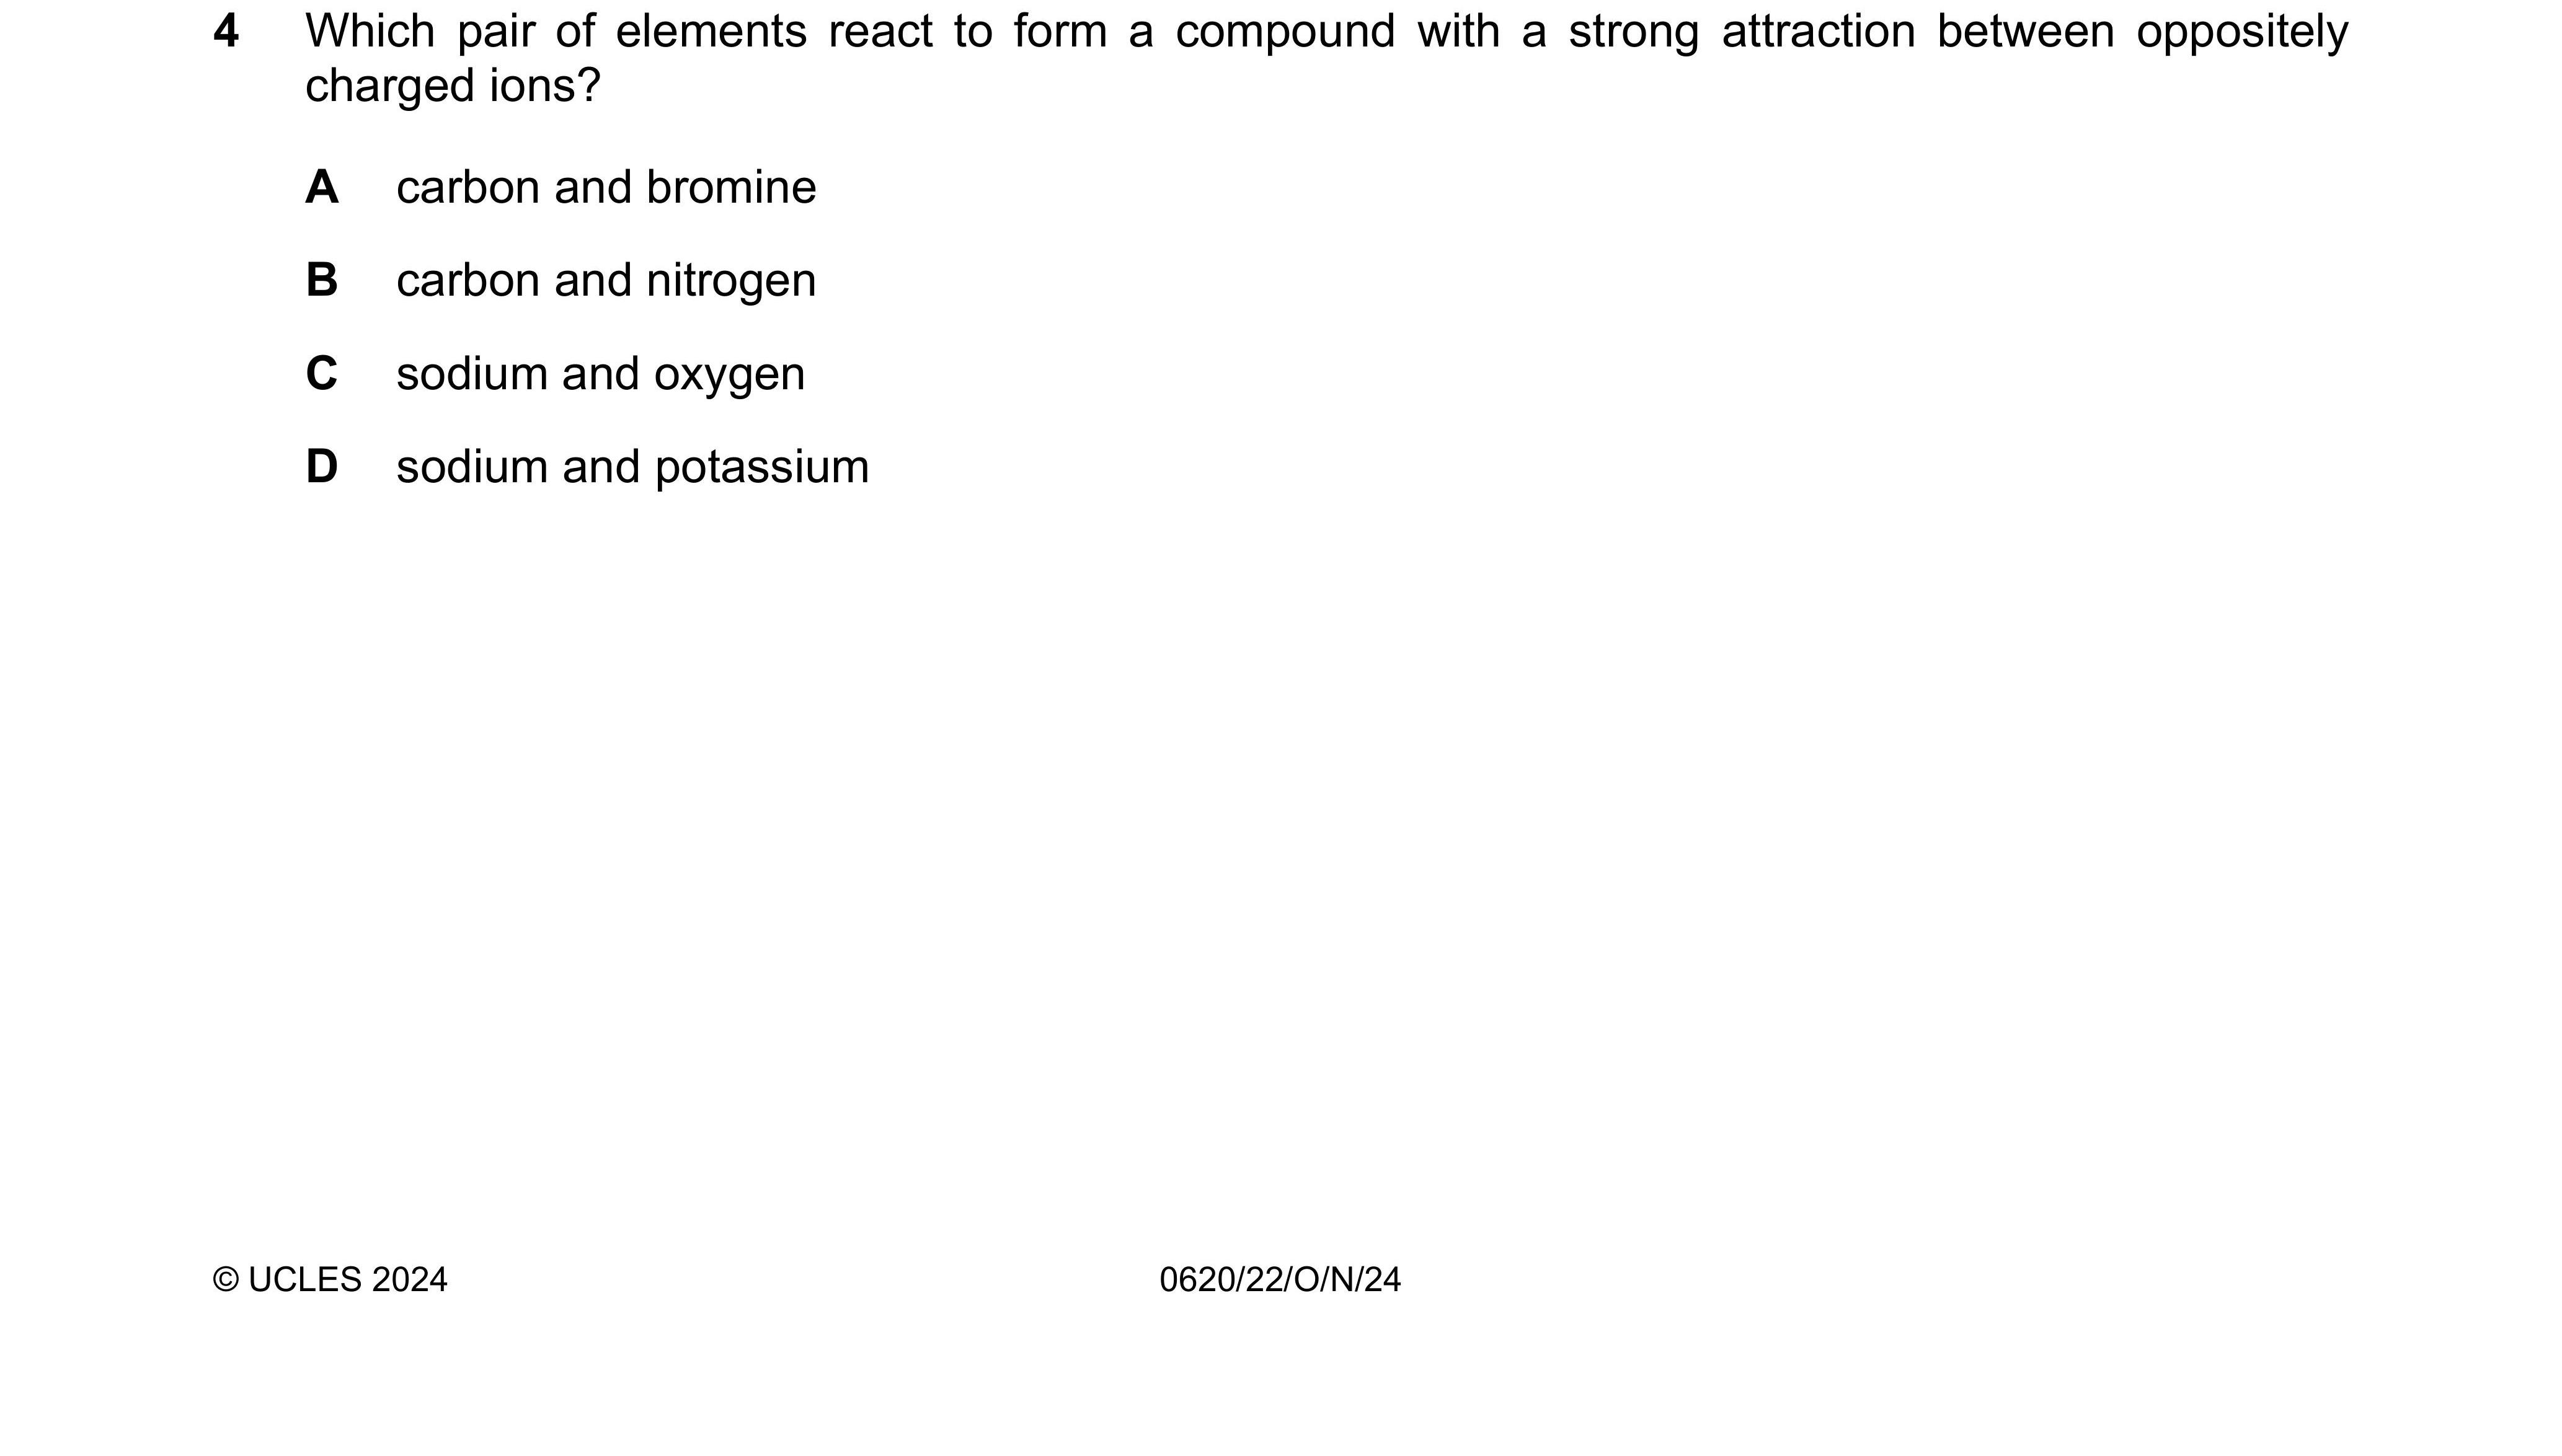 4 Which pair of elements react to form a compound with a strong attraction between oppositely
charged ions?
A carbon and bromine
B carbon and nitrogen
C sodium and oxygen
D sodium and potassium
© UCLES 2024 0620/22/O/N/24